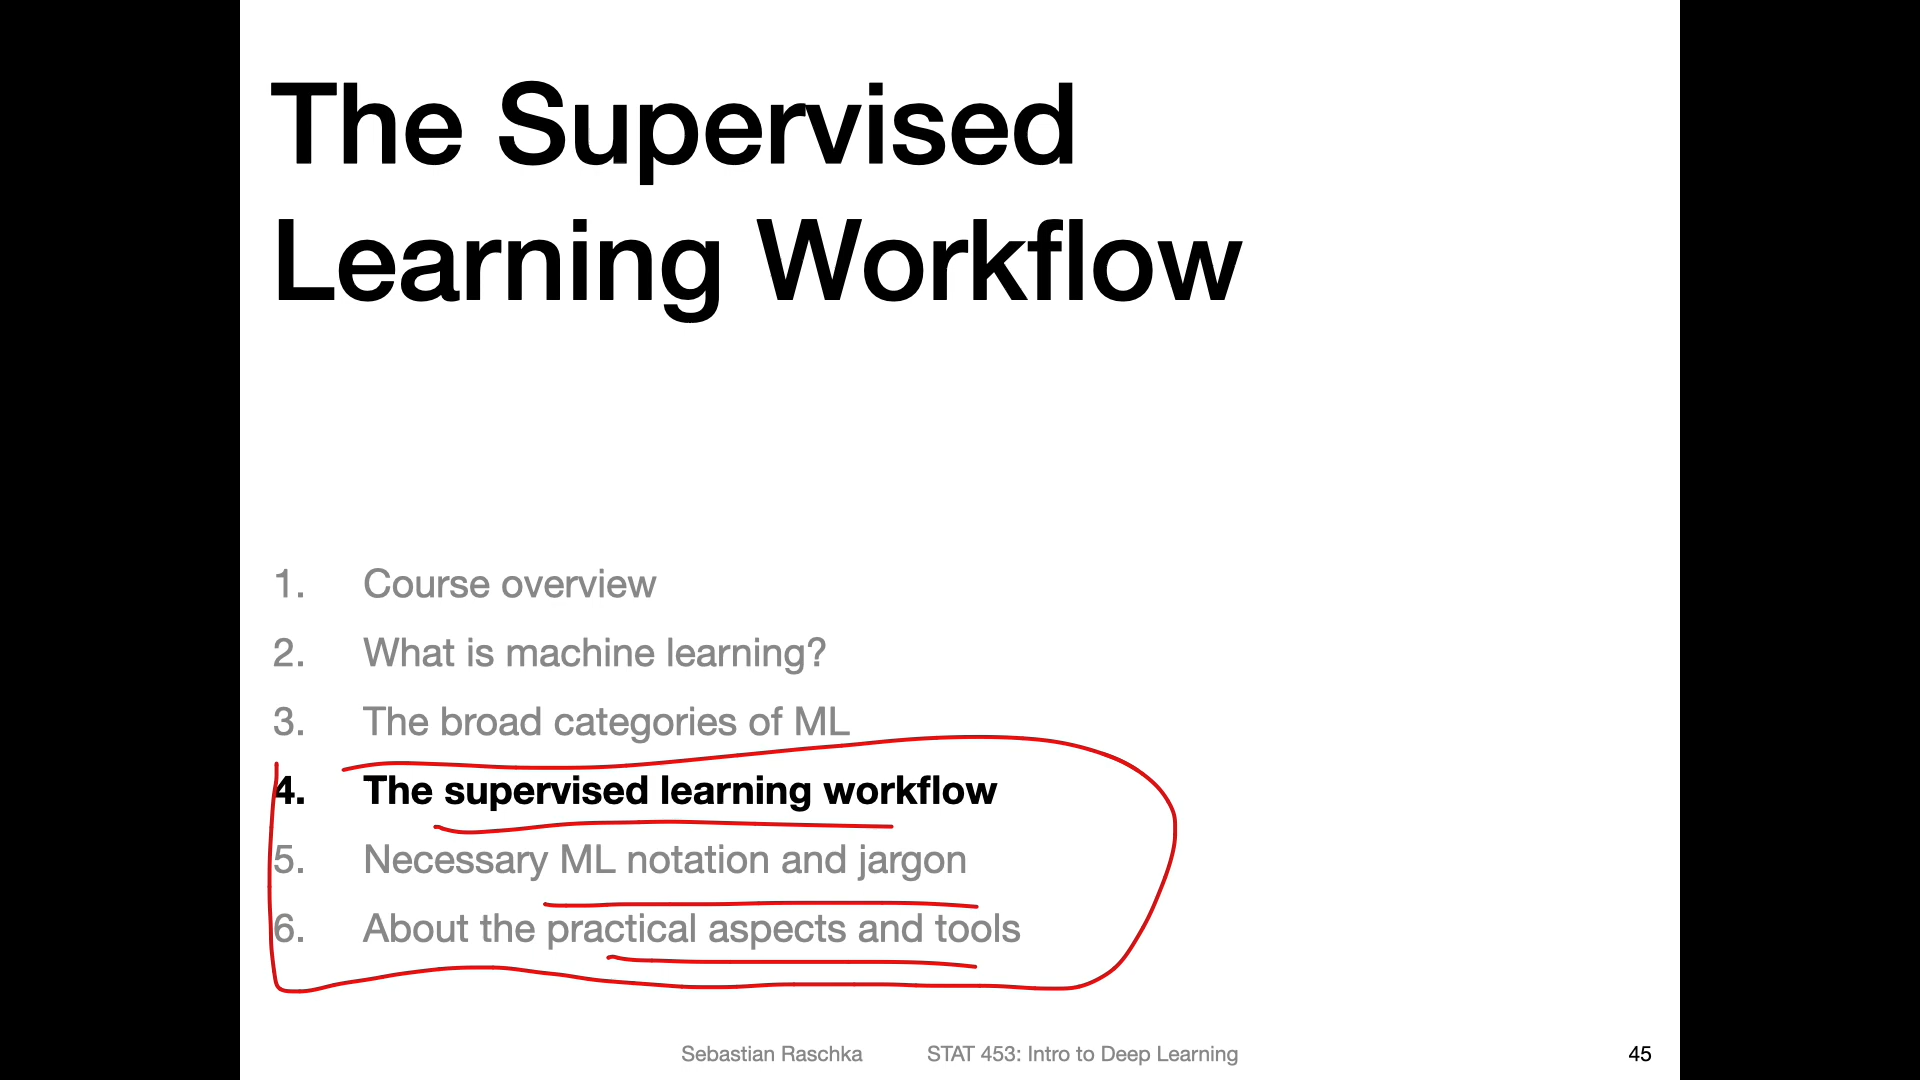 The Supervised
Learning Workflow
1. Course overview
2. What is machine learning?
3. The broad categories of ML
4. The supervised learning workflow
5. Necessary ML notation and jargon
6. About the practical aspects and tools
Sebastian Raschka STAT 453: Intro to Deep Learning 45